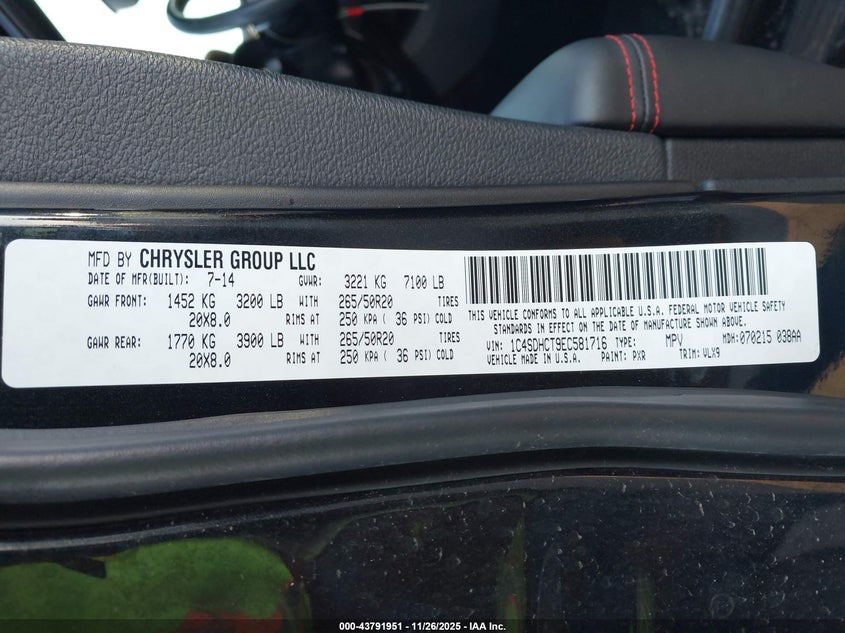 MFD BY CHRYSLER GROUP LLC
DATE OF MFR(BUILT): 7-14 GVWR: 3221 KG 7100 LB
GAWR FRONT: 1452 KG 3200 LB WITH 265/50R20 TIRES
20X8.0 RIMS AT 250 KPA ( 36 PSI) COLD
GAWR REAR: 1770 KG 3900 LB WITH 265/50R20 TIRES
20X8.0 RIMS AT 250 KPA ( 36 PSI) COLD
THIS VEHICLE CONFORMS TO ALL APPLICABLE U.S.A. FEDERAL MOTOR VEHICLE SAFETY
STANDARDS IN EFFECT ON THE DATE OF MANUFACTURE SHOWN ABOVE.
VIN: 1C4SDHCT9EC581716 TYPE: MPV MDH:070215 038AA
VEHICLE MADE IN U.S.A. PAINT: PXR TRIM: VLX9
000-43791951 - 11/26/2025 - IAA Inc.